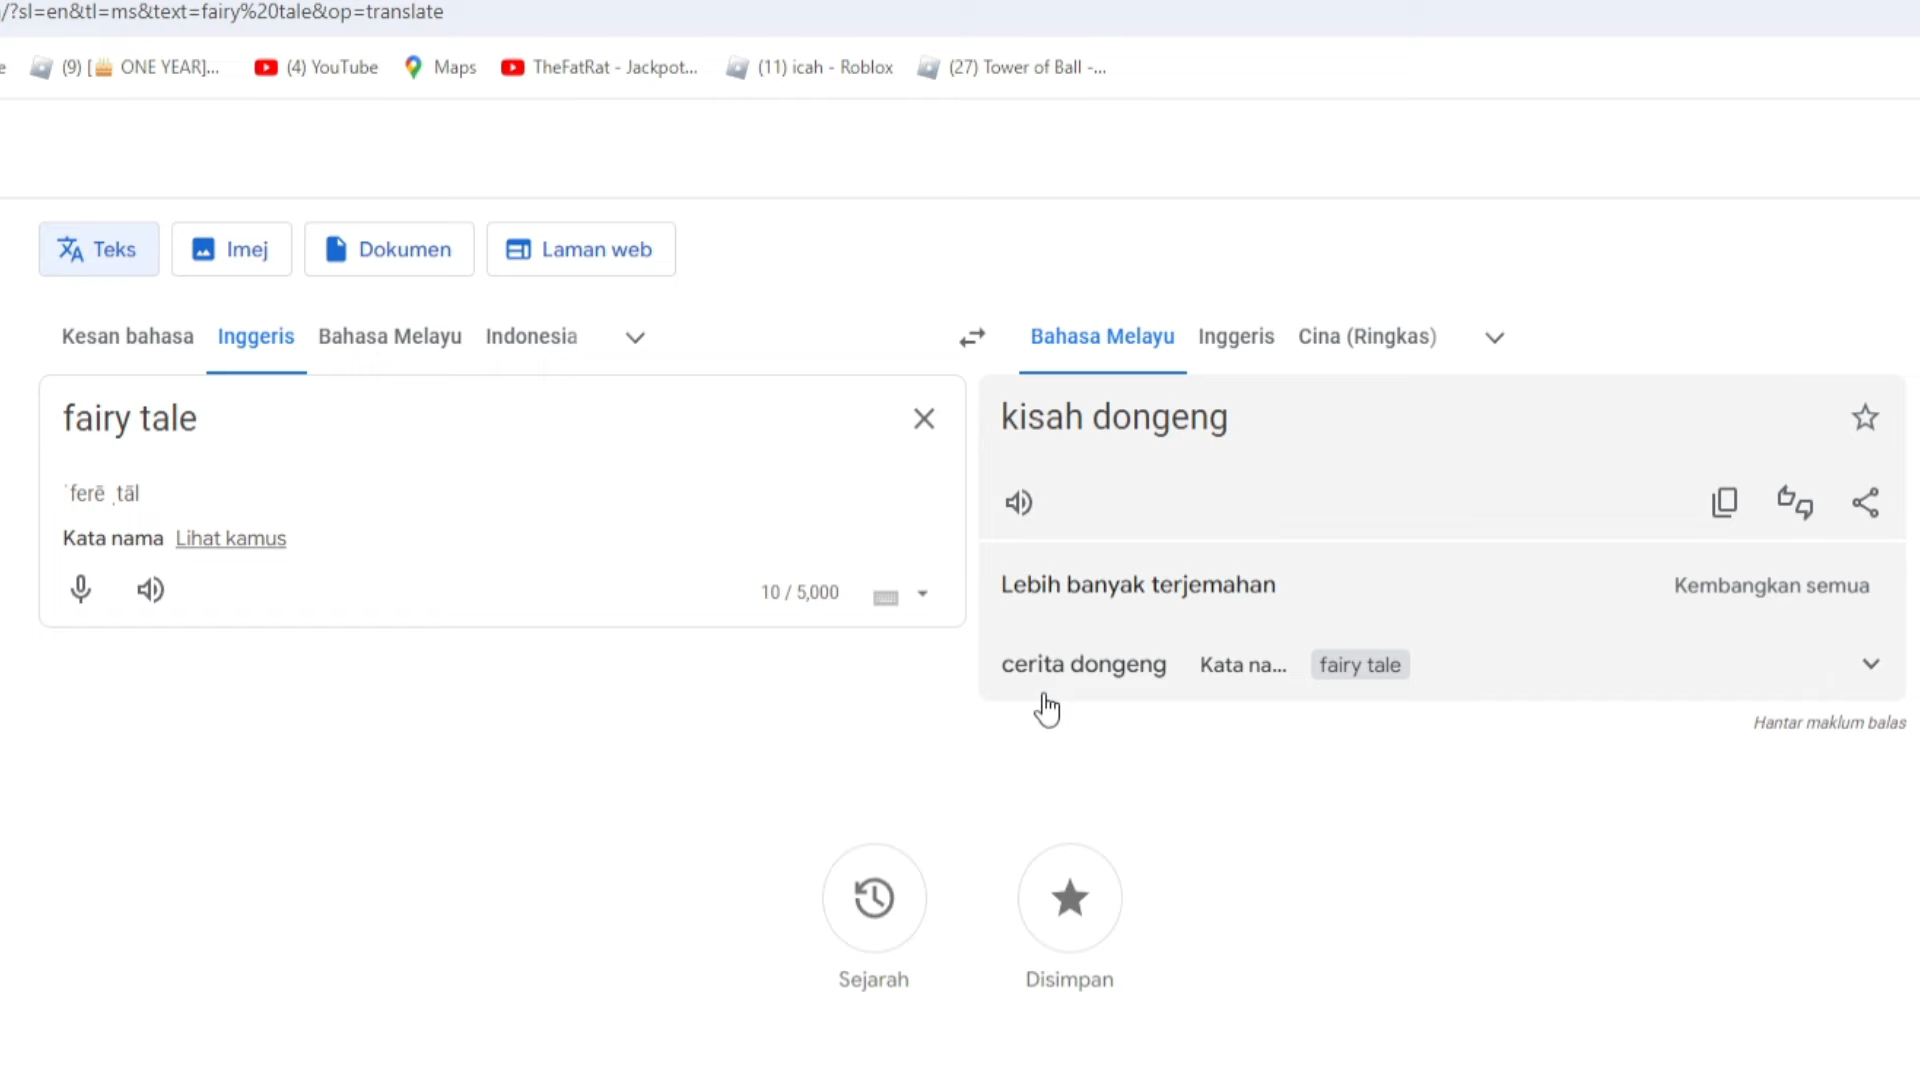 /?sl=en&tl=ms&text=fairy%20tale&op=translate
e (9) [🎂 ONE YEAR]... (4) YouTube Maps TheFatRat - Jackpot... (11) icah - Roblox (27) Tower of Ball -...
Teks Imej Dokumen Laman web
Kesan bahasa Inggeris Bahasa Melayu Indonesia Bahasa Melayu Inggeris Cina (Ringkas)
fairy tale
ˈferē ˌtāl
Kata nama Lihat kamus
10 / 5,000
kisah dongeng
Lebih banyak terjemahan Kembangkan semua
cerita dongeng Kata na... fairy tale
Hantar maklum balas
Sejarah Disimpan